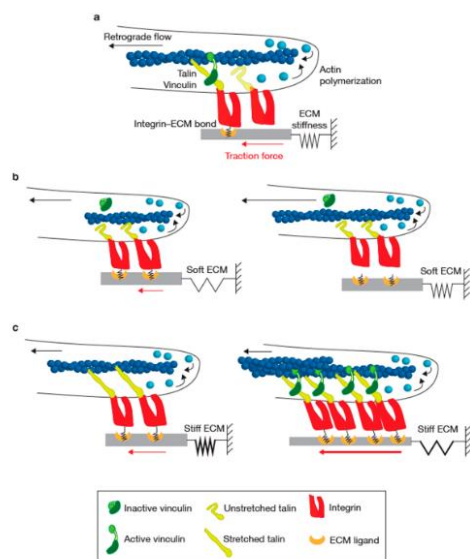 a
Retrograde flow
Talin
Vinculin
Actin
polymerization
Integrin–ECM bond
ECM
stiffness
Traction force
b
Soft ECM
Soft ECM
c
Stiff ECM
Stiff ECM
Inactive vinculin
Unstretched talin
Integrin
Active vinculin
Stretched talin
ECM ligand